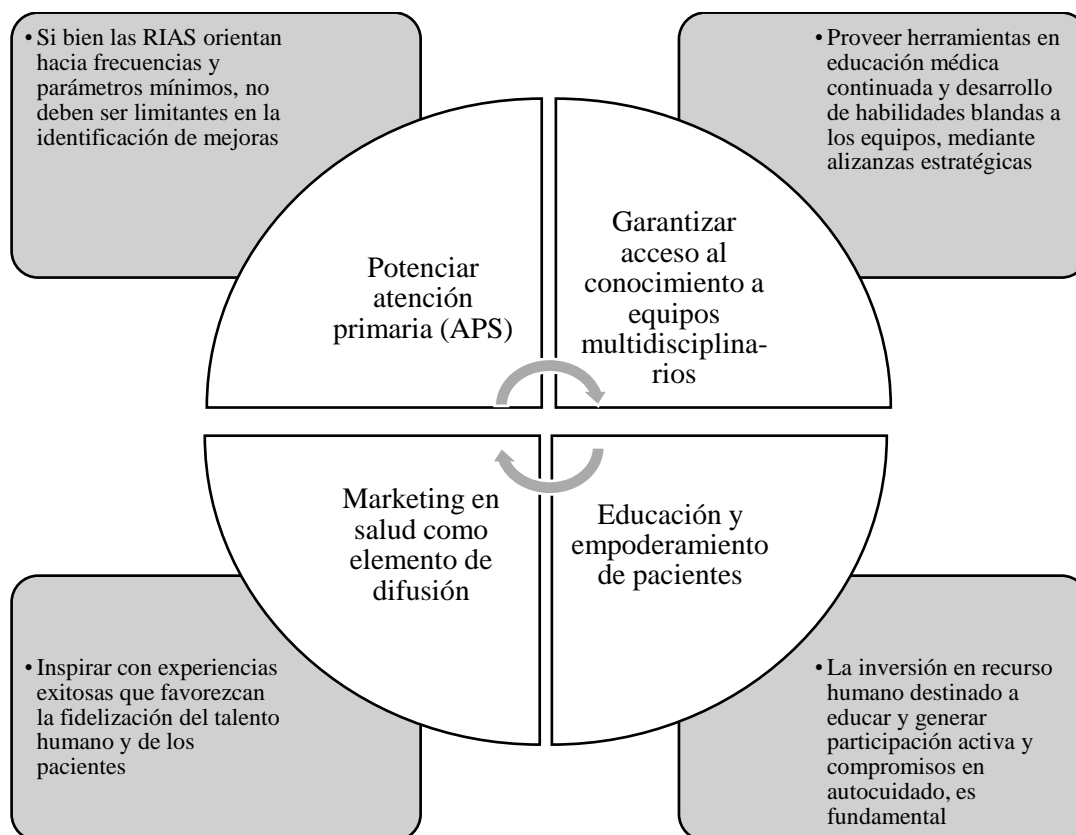 • Si bien las RIAS orientan
hacia frecuencias y
parámetros mínimos, no
deben ser limitantes en la
identificación de mejoras
• Proveer herramientas en
educación médica
continuada y desarrollo
de habilidades blandas a
los equipos, mediante
alizanzas estratégicas
Potenciar
atención
primaria (APS)
Garantizar
acceso al
conocimiento a
equipos
multidisciplina-
rios
Marketing en
salud como
elemento de
difusión
Educación y
empoderamiento
de pacientes
• Inspirar con experiencias
exitosas que favorezcan
la fidelización del talento
humano y de los
pacientes
• La inversión en recurso
humano destinado a
educar y generar
participación activa y
compromisos en
autocuidado, es
fundamental